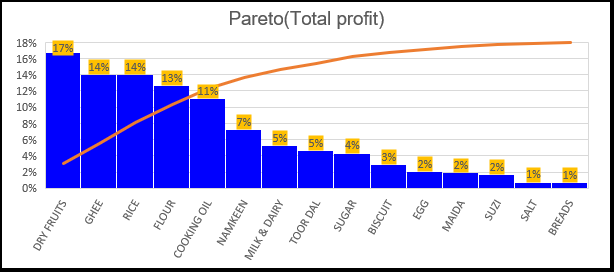 Pareto(Total profit)
18%
16%
14%
12%
10%
8%
6%
4%
2%
0%
17%
14%
14%
13%
11%
7%
5%
5%
4%
3%
2%
2%
2%
1%
1%
DRY FRUITS
GHEE
RICE
FLOUR
COOKING OIL
NAMKEEN
MILK & DAIRY
TOOR DAL
SUGAR
BISCUIT
EGG
MAIDA
SUZI
SALT
BREADS